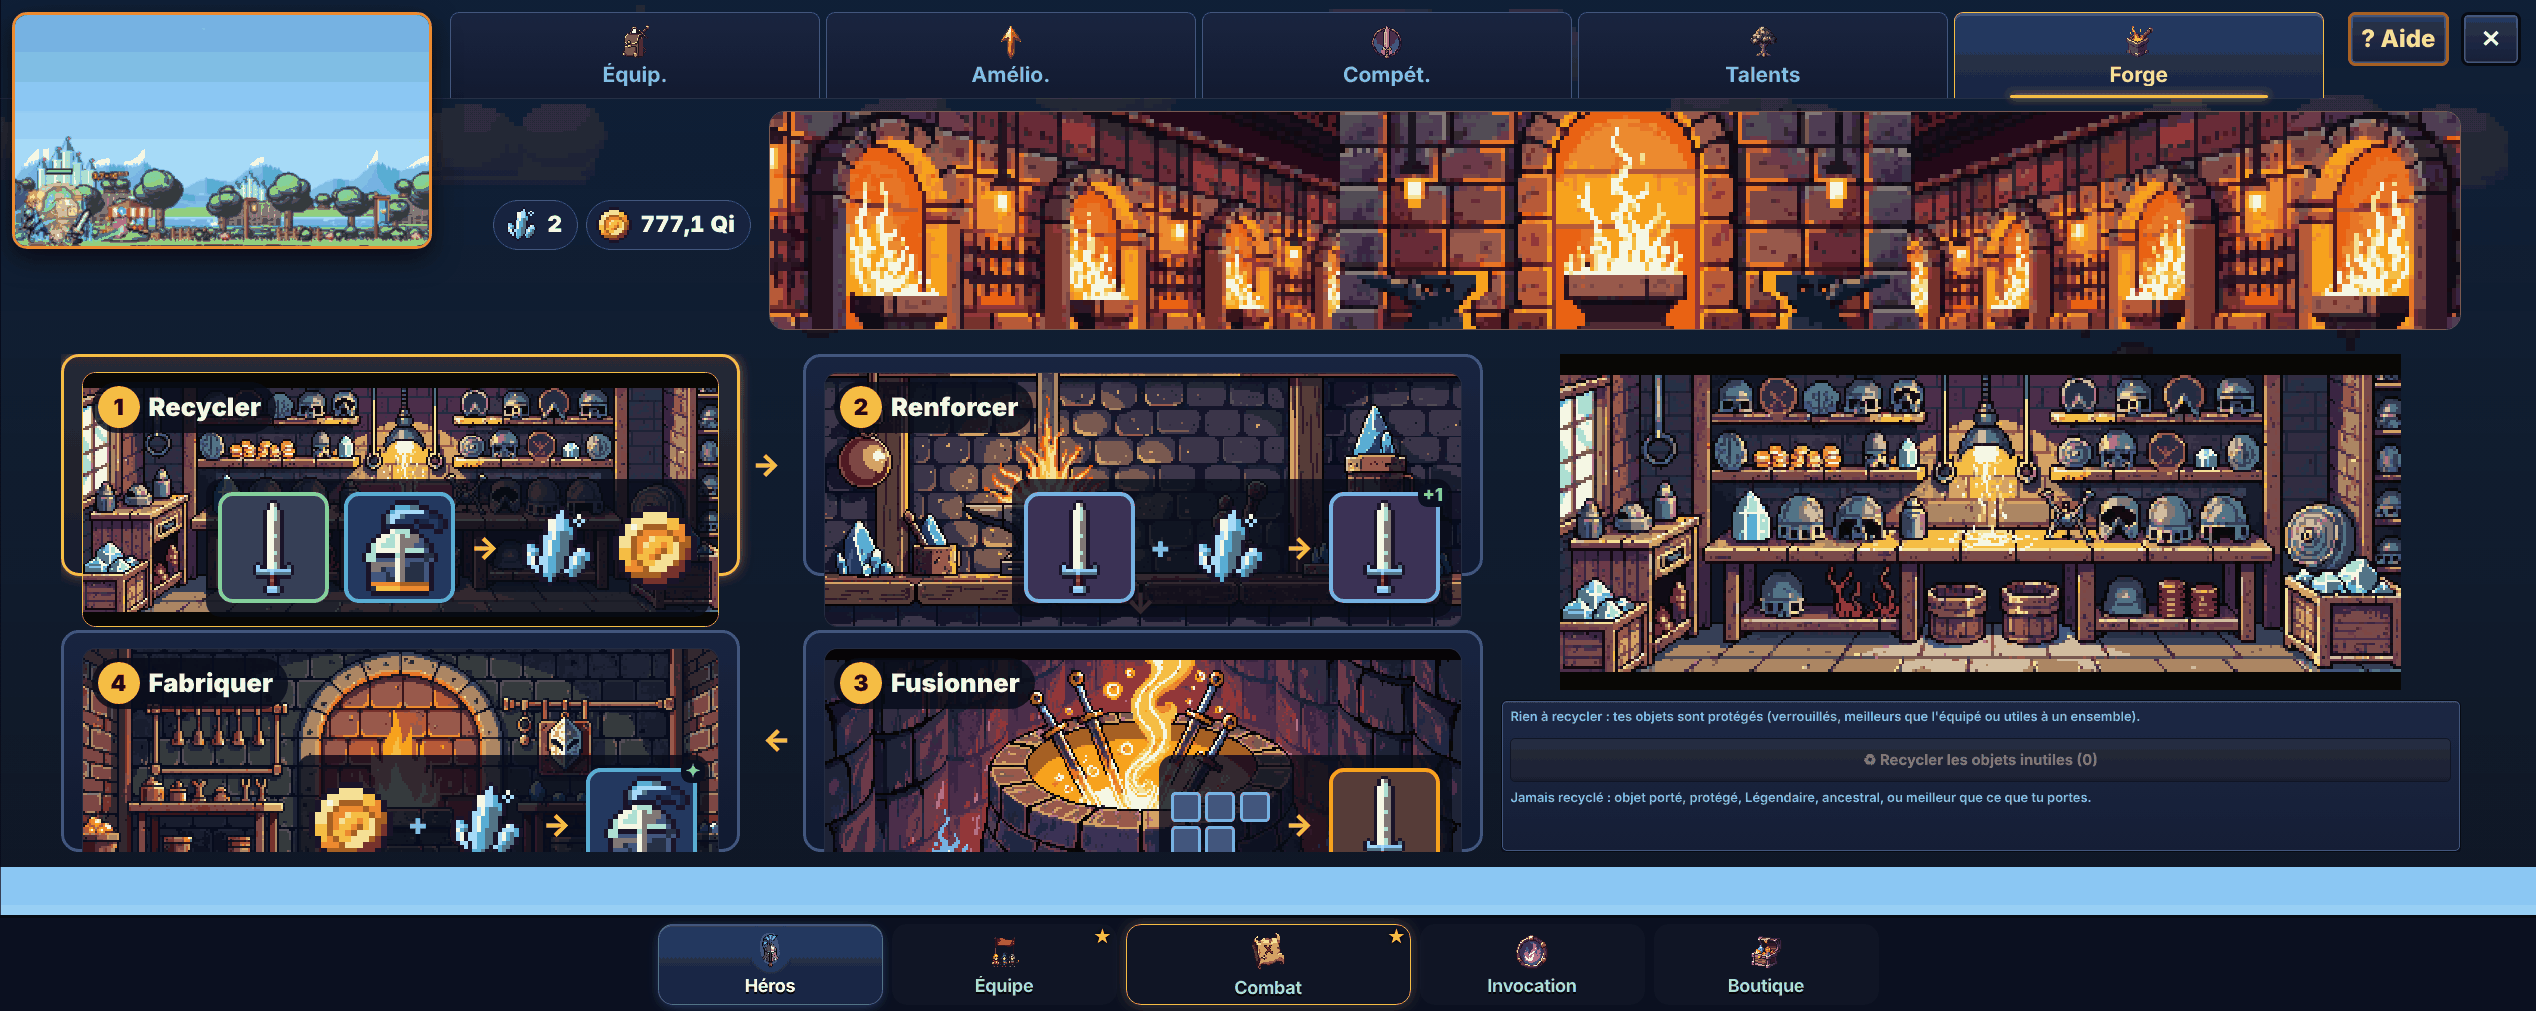 Équip.
Amélio.
Compét.
Talents
Forge
? Aide
×
2
777,1 Qi
1 Recycler
2 Renforcer
+1
4 Fabriquer
3 Fusionner
Rien à recycler : tes objets sont protégés (verrouillés, meilleurs que l'équipé ou utiles à un ensemble).
♻ Recycler les objets inutiles (0)
Jamais recyclé : objet porté, protégé, Légendaire, ancestral, ou meilleur que ce que tu portes.
Héros
Équipe
Combat
Invocation
Boutique